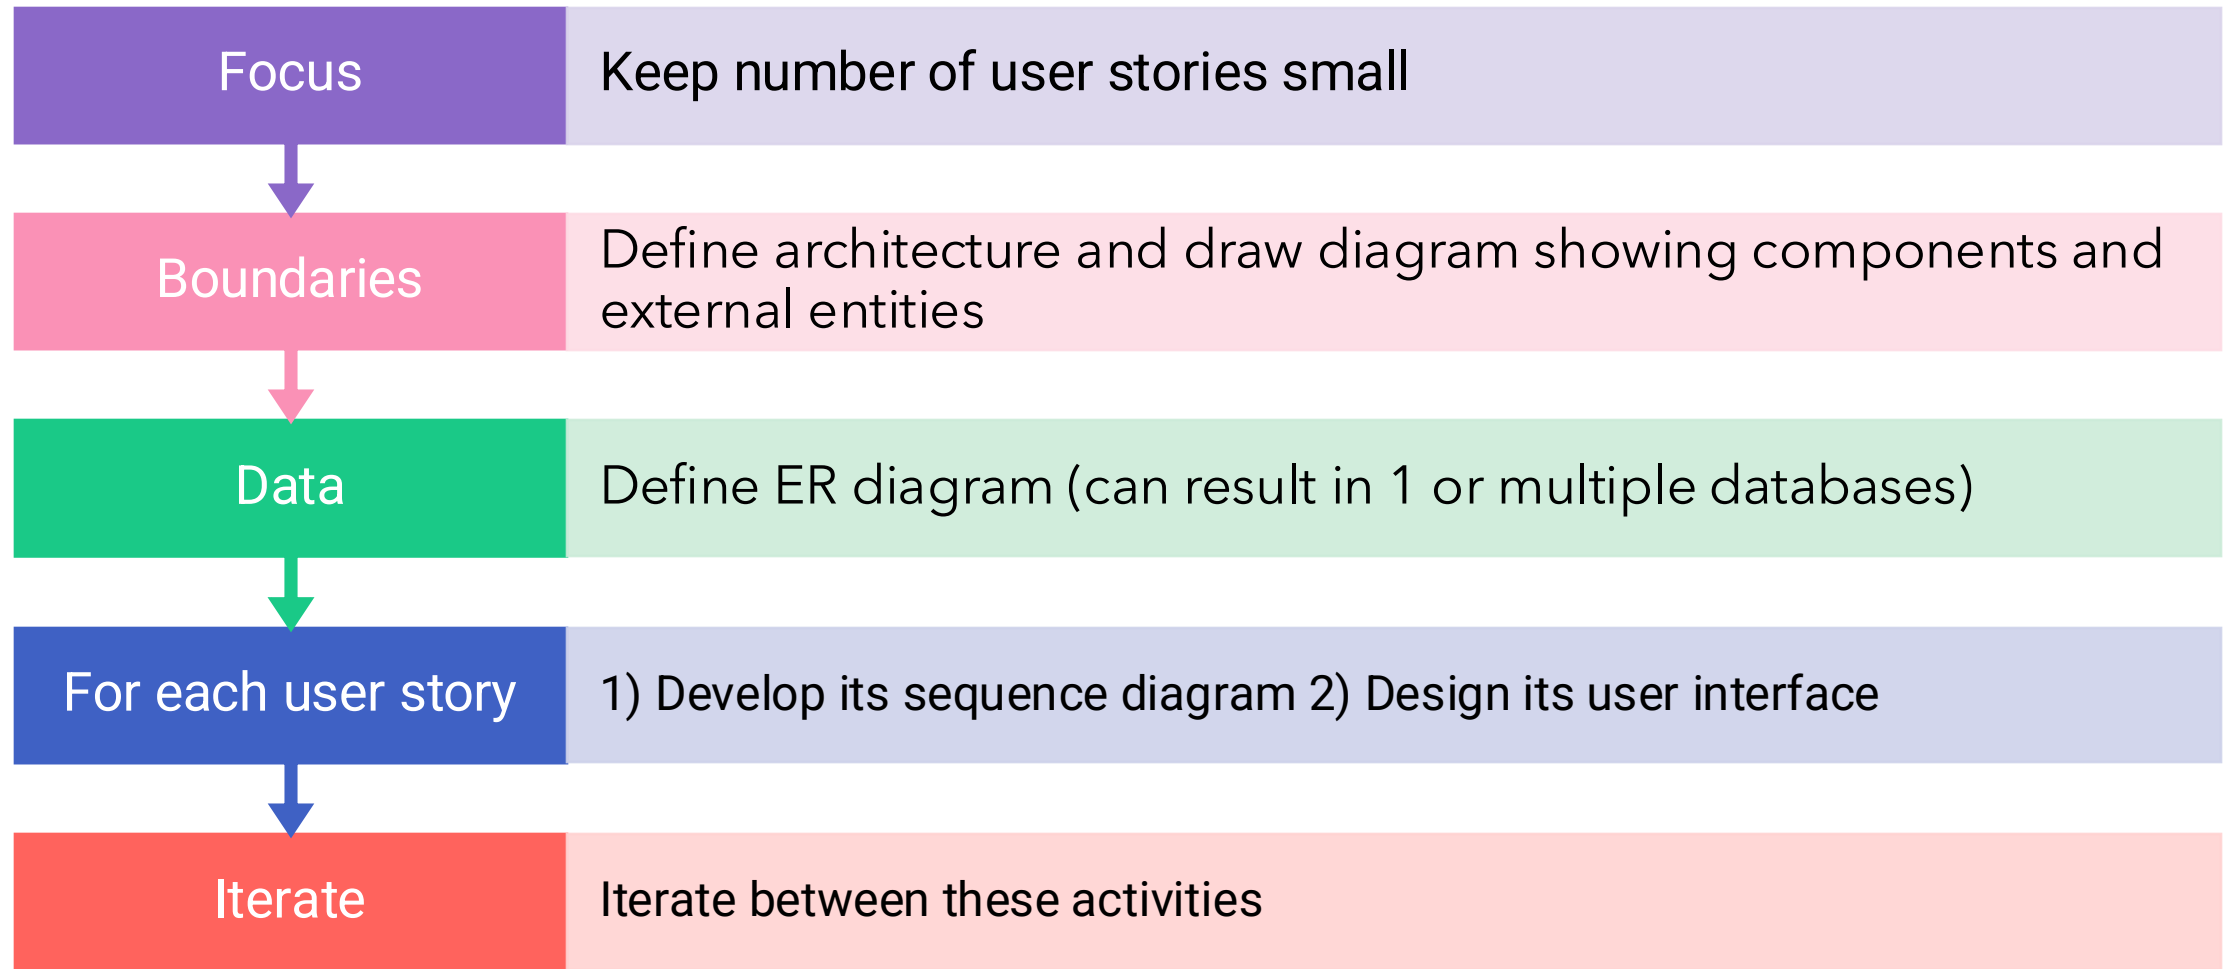 Focus
Keep number of user stories small
Boundaries
Define architecture and draw diagram showing components and
external entities
Data
Define ER diagram (can result in 1 or multiple databases)
For each user story
1) Develop its sequence diagram 2) Design its user interface
Iterate
Iterate between these activities